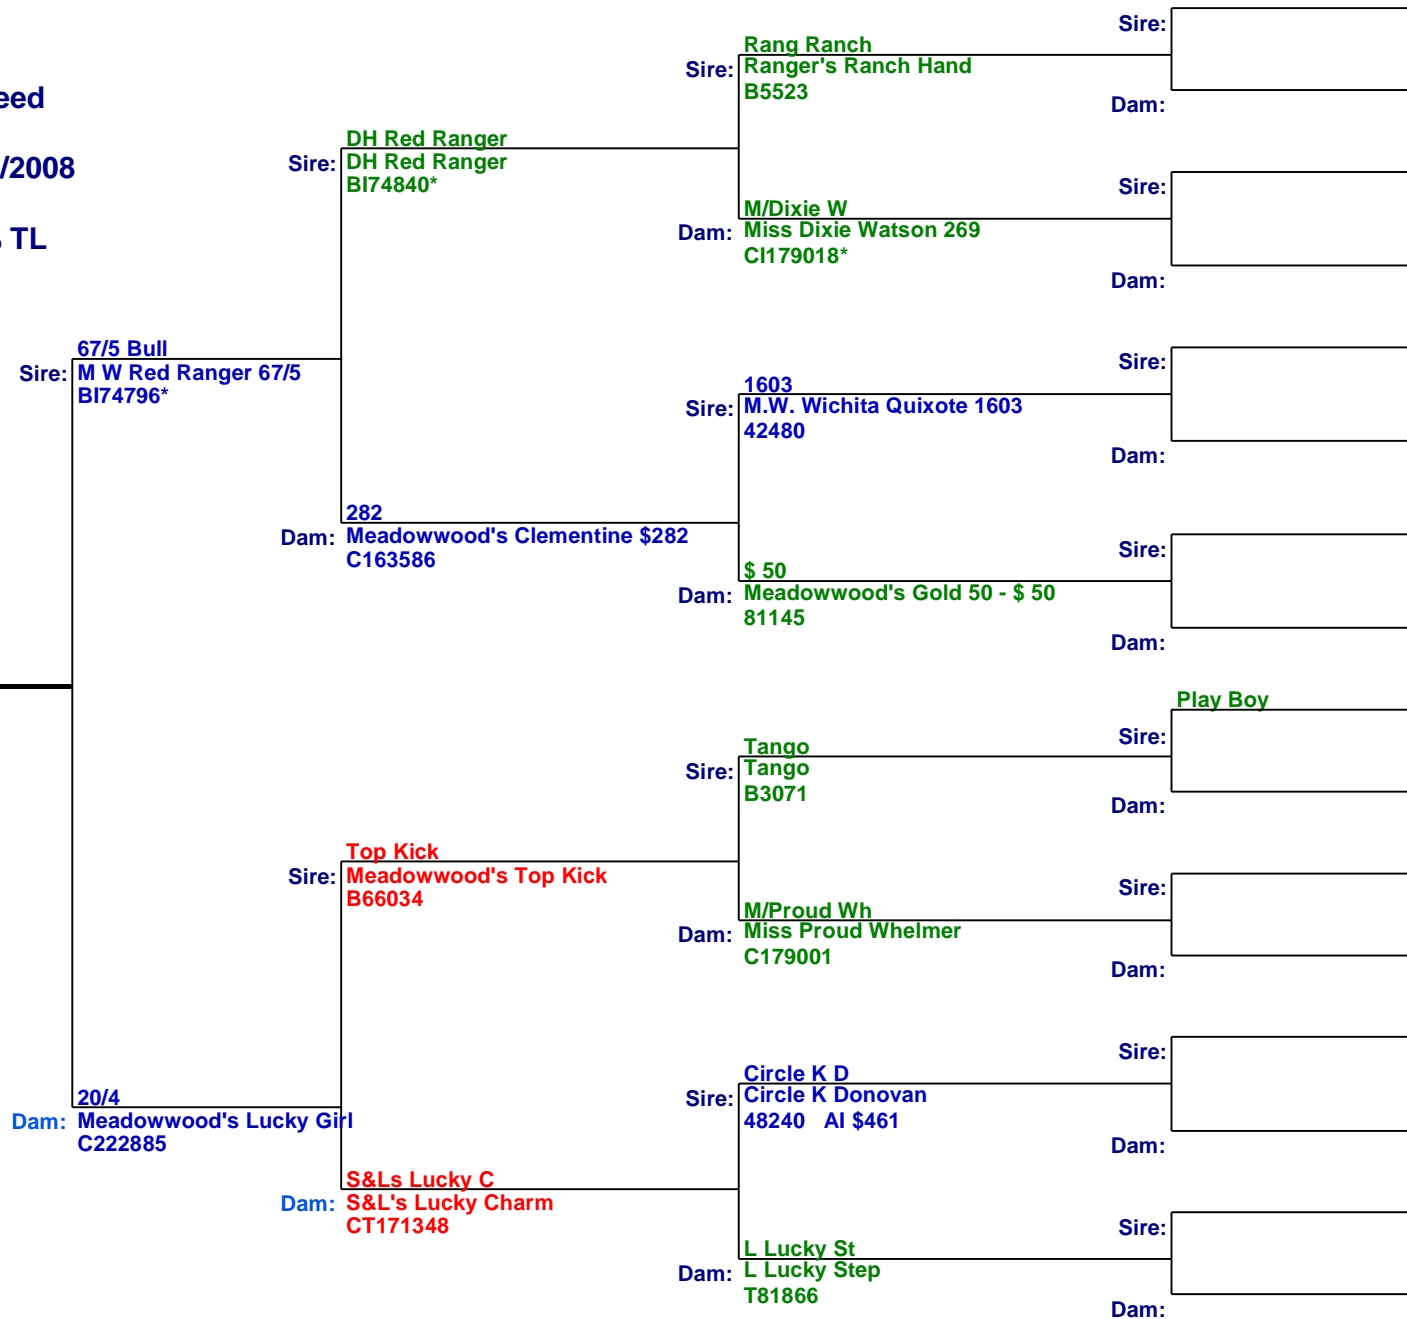 eed
/2008
TL
Sire:
67/5 Bull
M W Red Ranger 67/5
BI74796*
Dam:
20/4
Meadowwood's Lucky Girl
C222885
Sire:
DH Red Ranger
DH Red Ranger
BI74840*
Dam:
282
Meadowwood's Clementine $282
C163586
Sire:
Top Kick
Meadowwood's Top Kick
B66034
Dam:
S&Ls Lucky C
S&L's Lucky Charm
CT171348
Sire:
Rang Ranch
Ranger's Ranch Hand
B5523
Dam:
M/Dixie W
Miss Dixie Watson 269
CI179018*
Sire:
1603
M.W. Wichita Quixote 1603
42480
Dam:
$ 50
Meadowwood's Gold 50 - $ 50
81145
Sire:
Tango
Tango
B3071
Dam:
M/Proud Wh
Miss Proud Whelmer
C179001
Sire:
Circle K D
Circle K Donovan
48240 AI $461
Dam:
L Lucky St
L Lucky Step
T81866
Sire:
Dam:
Sire:
Dam:
Sire:
Dam:
Sire:
Dam:
Play Boy
Sire:
Dam:
Sire:
Dam:
Sire:
Dam:
Sire:
Dam: